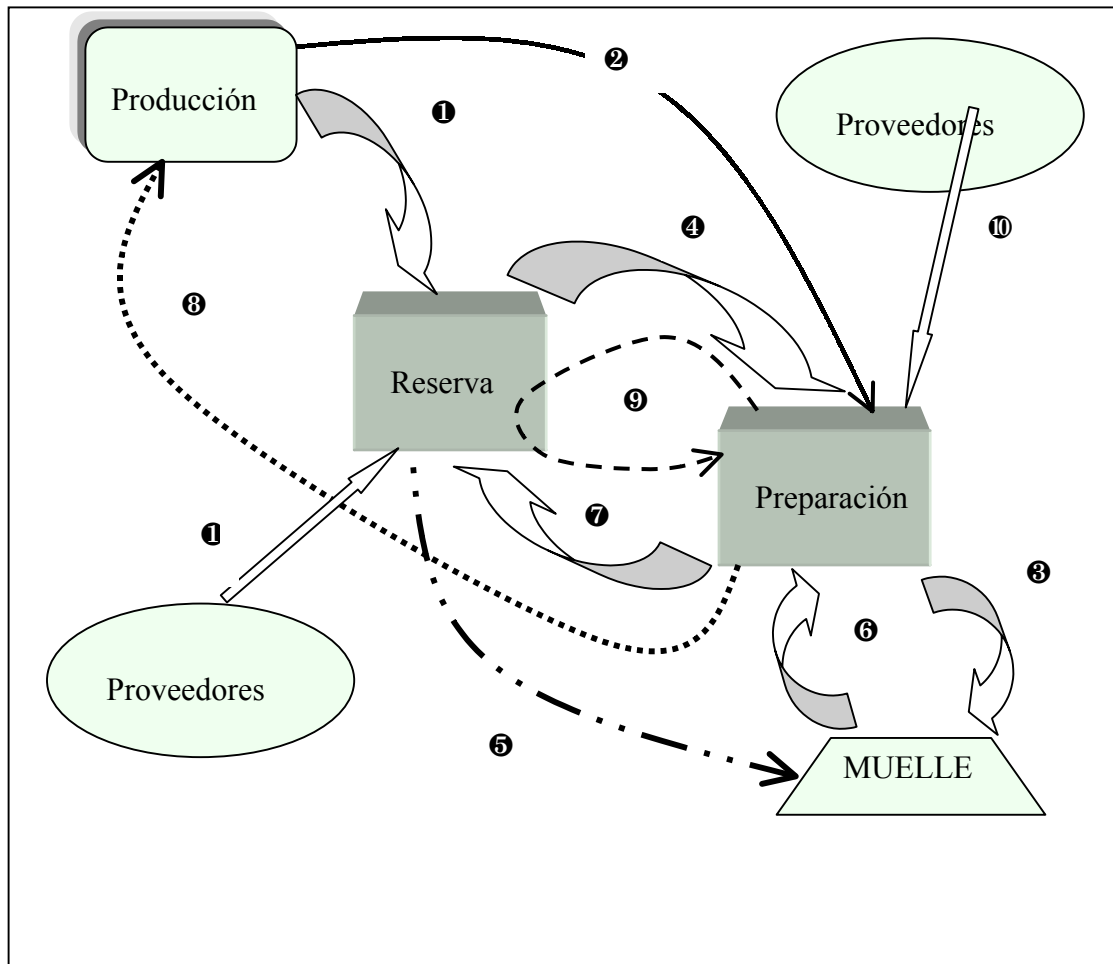 ❷
Producción
❶
Proveedores
❹
❿
❽
Reserva
❾
Preparación
❼
❶
❸
❻
Proveedores
❺
MUELLE